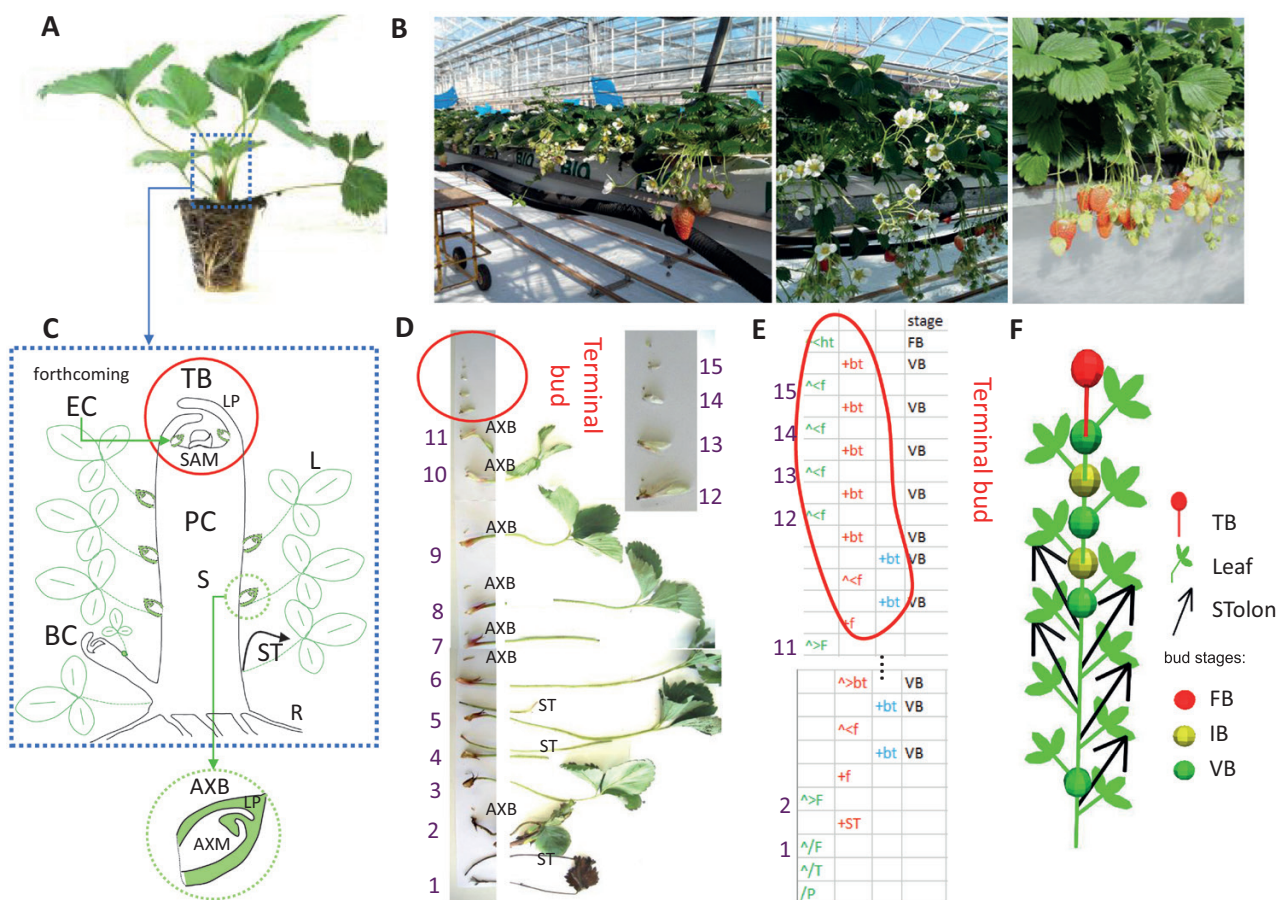 A
B
BIO
BIO
C
forthcoming
EC
TB
LP
SAM
L
PC
S
BC
ST
R
AXB
LP
AXM
D
Terminal
bud
15
14
13
12
AXB
11
AXB
10
AXB
9
AXB
8
AXB
7
AXB
6
ST
5
ST
4
3
AXB
2
ST
1
E
stage
^<ht FB
+bt VB
15 ^<f
+bt VB
14 ^<f
+bt VB
13 ^<f
+bt VB
12 ^<f
+bt VB
+bt VB
^<f
+bt VB
+f
11 ^>F
^>bt VB
+bt VB
^<f
+bt VB
+f
2 ^>F
+ST
1 ^/F
^/T
/P
Terminal bud
F
TB
Leaf
STolon
bud stages:
FB
IB
VB